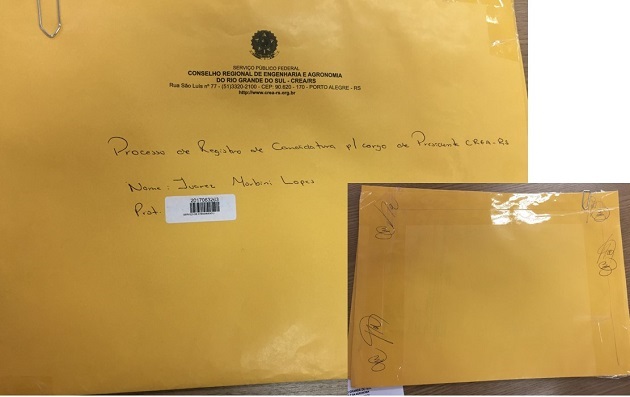 SERVIÇO PÚBLICO FEDERAL
CONSELHO REGIONAL DE ENGENHARIA E AGRONOMIA
DO RIO GRANDE DO SUL - CREA/RS
Rua São Luís nº 77 - (51)3320-2100 - CEP: 90.620 - 170 - PORTO ALEGRE - RS
http://www.crea-rs.org.br
Processo de Registro de Candidatura p/ cargo de Presidente CREA-RS
Nome: Juarez Morbini Lopes
Prot.
2017083263